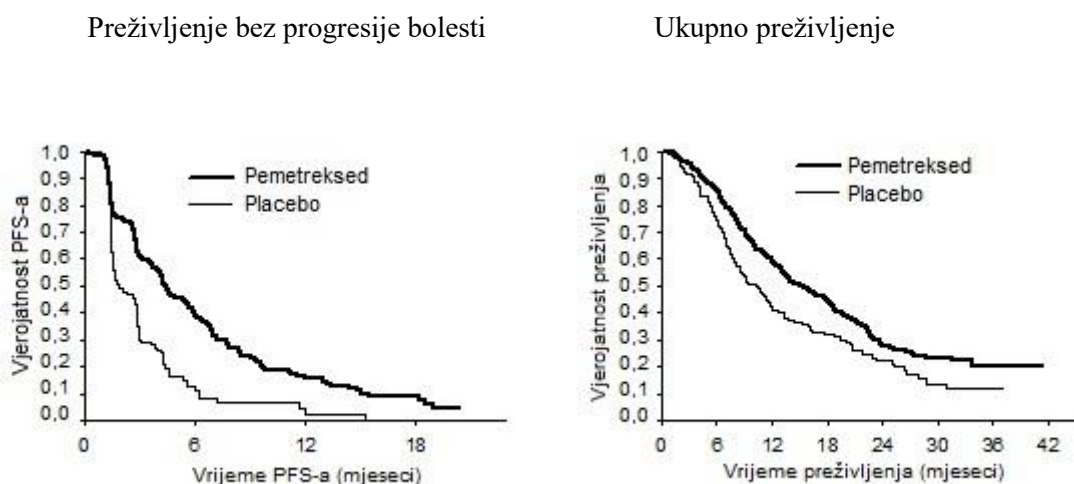 Preživljenje bez progresije bolesti
Ukupno preživljenje
Vjerojatnost PFS-a
1,0
0,9
0,8
0,7
0,6
0,5
0,4
0,3
0,2
0,1
0,0
Pemetreksed
Placebo
0 6 12 18
Vrijeme PFS-a (mjeseci)
Vjerojatnost preživljenja
1,0
0,9
0,8
0,7
0,6
0,5
0,4
0,3
0,2
0,1
0,0
Pemetreksed
Placebo
0 6 12 18 24 30 36 42
Vrijeme preživljenja (mjeseci)